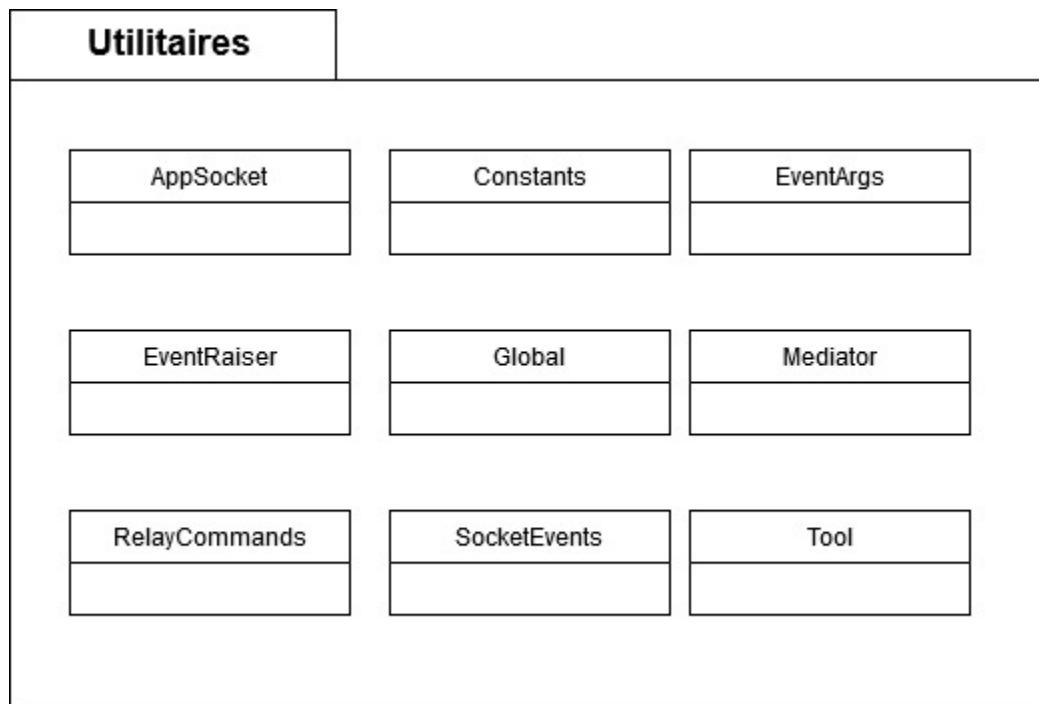 Utilitaires
AppSocket
Constants
EventArgs
EventRaiser
Global
Mediator
RelayCommands
SocketEvents
Tool